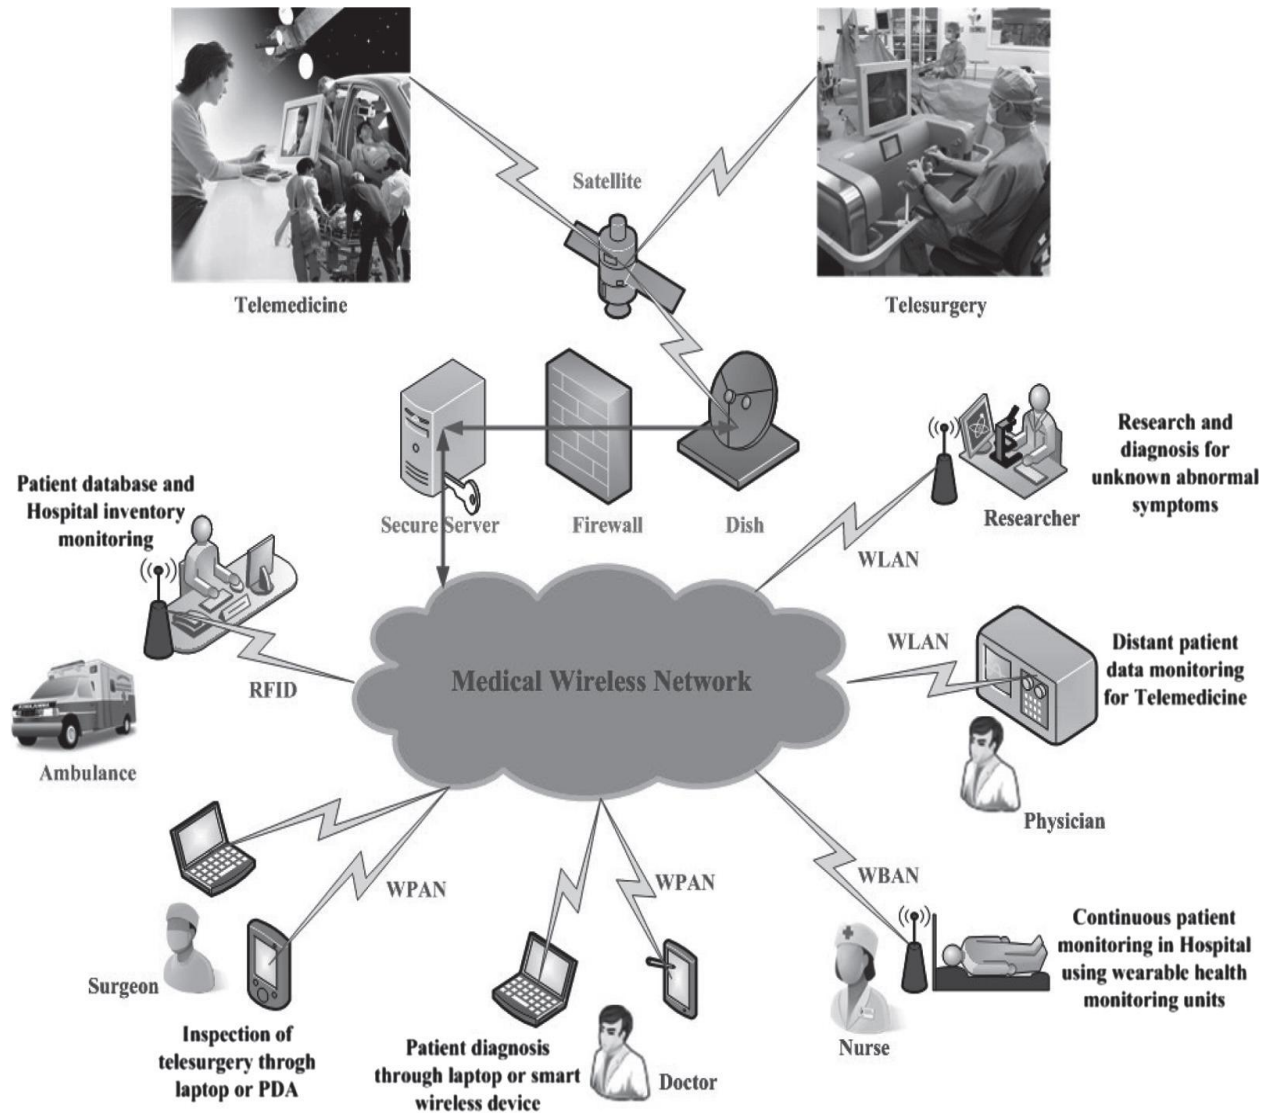 Satellite
Telemedicine
Telesurgery
Secure Server
Firewall
Dish
Research and
diagnosis for
unknown abnormal
symptoms
Researcher
WLAN
Patient database and
Hospital inventory
monitoring
RFID
Ambulance
Medical Wireless Network
WLAN
Distant patient
data monitoring
for Telemedicine
Physician
WPAN
Surgeon
Inspection of
telesurgery throgh
laptop or PDA
WPAN
Patient diagnosis
through laptop or smart
wireless device
Doctor
WBAN
Nurse
Continuous patient
monitoring in Hospital
using wearable health
monitoring units